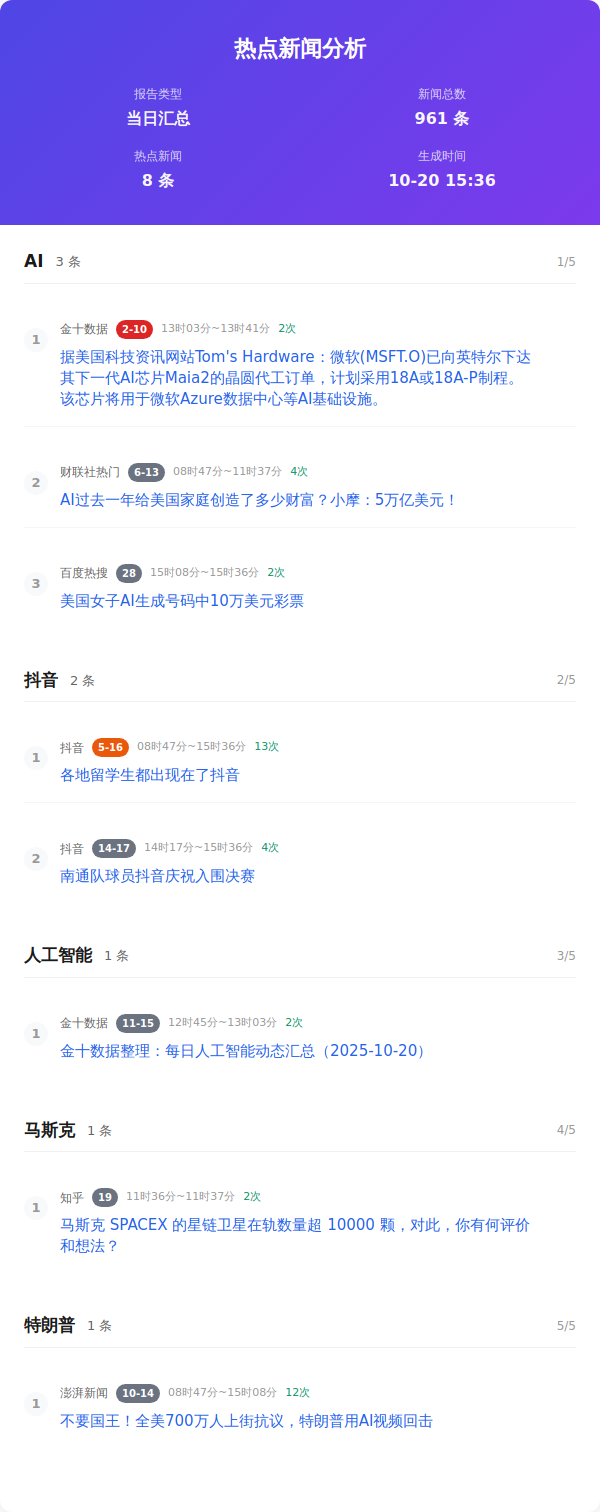 热点新闻分析
报告类型
当日汇总
新闻总数
961 条
热点新闻
8 条
生成时间
10-20 15:36
AI 3 条 1/5
1 金十数据 2-10 13时03分~13时41分 2次
据美国科技资讯网站Tom's Hardware：微软(MSFT.O)已向英特尔下达
其下一代AI芯片Maia2的晶圆代工订单，计划采用18A或18A-P制程。
该芯片将用于微软Azure数据中心等AI基础设施。
2 财联社热门 6-13 08时47分~11时37分 4次
AI过去一年给美国家庭创造了多少财富？小摩：5万亿美元！
3 百度热搜 28 15时08分~15时36分 2次
美国女子AI生成号码中10万美元彩票
抖音 2 条 2/5
1 抖音 5-16 08时47分~15时36分 13次
各地留学生都出现在了抖音
2 抖音 14-17 14时17分~15时36分 4次
南通队球员抖音庆祝入围决赛
人工智能 1 条 3/5
1 金十数据 11-15 12时45分~13时03分 2次
金十数据整理：每日人工智能动态汇总（2025-10-20）
马斯克 1 条 4/5
1 知乎 19 11时36分~11时37分 2次
马斯克 SPACEX 的星链卫星在轨数量超 10000 颗，对此，你有何评价
和想法？
特朗普 1 条 5/5
1 澎湃新闻 10-14 08时47分~15时08分 12次
不要国王！全美700万人上街抗议，特朗普用AI视频回击